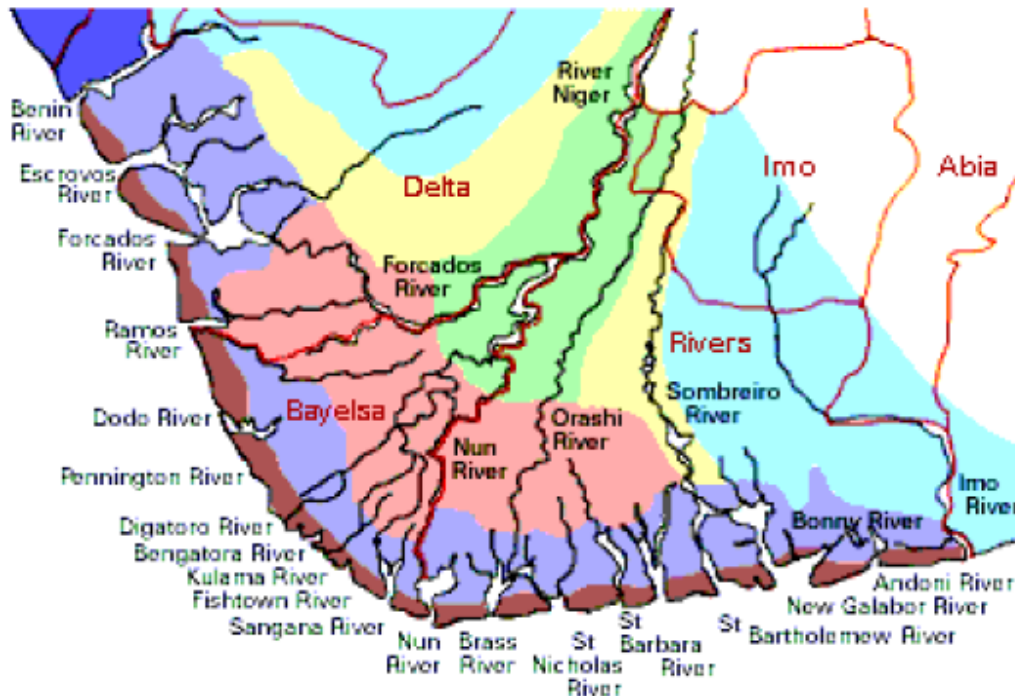 River
Niger
Benin
River
Escrovos
River
Delta
Imo
Abia
Forcados
River
Forcados
River
Ramos
River
Rivers
Sombreiro
River
Dodo River
Bayelsa
Orashi
River
Nun
River
Pennington River
Imo
River
Digatoro River
Bonny River
Bengatora River
Kulama River
Fishtown River
Sangana River
Andoni River
New Galabor River
Nun
River
Brass
River
St
Nicholas
River
St
Barbara
River
St
Bartholemew River